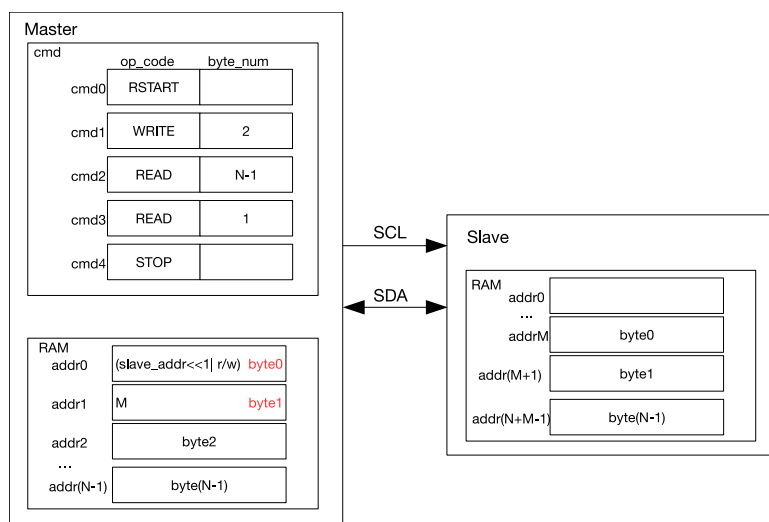 Master
cmd
op_code byte_num
cmd0 RSTART
cmd1 WRITE 2
cmd2 READ N-1
cmd3 READ 1
cmd4 STOP
SCL
SDA
Slave
RAM
addr0
...
addrM byte0
addr(M+1) byte1
addr(N+M-1) byte(N-1)
RAM
addr0 (slave_addr<<1| r/w) byte0
addr1 M byte1
addr2 byte2
...
addr(N-1) byte(N-1)